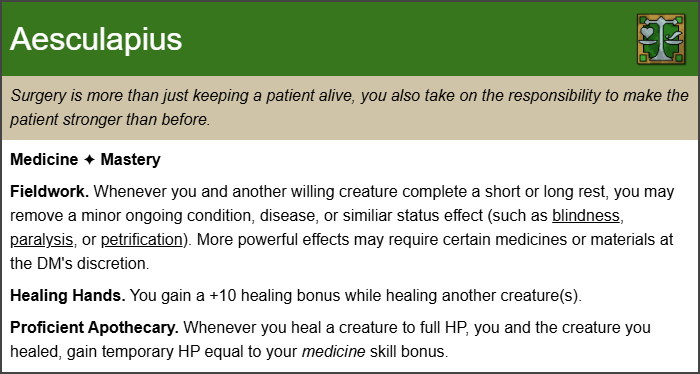 Aesculapius
Surgery is more than just keeping a patient alive, you also take on the responsibility to make the
patient stronger than before.
Medicine ✦ Mastery
Fieldwork. Whenever you and another willing creature complete a short or long rest, you may
remove a minor ongoing condition, disease, or similiar status effect (such as blindness,
paralysis, or petrification). More powerful effects may require certain medicines or materials at
the DM's discretion.
Healing Hands. You gain a +10 healing bonus while healing another creature(s).
Proficient Apothecary. Whenever you heal a creature to full HP, you and the creature you
healed, gain temporary HP equal to your medicine skill bonus.